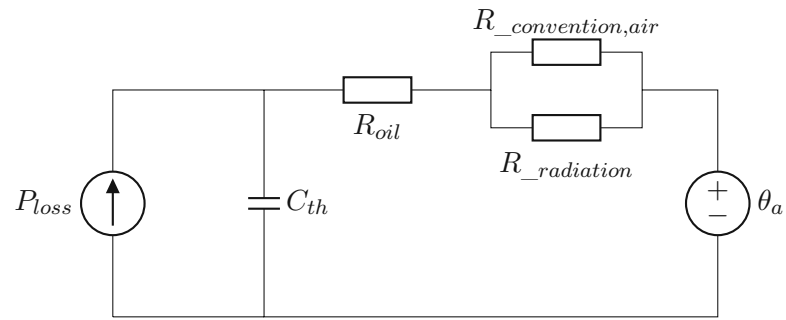 R_convention,air
R_oil
R_radiation
P_loss
C_th
+
−
θ_a